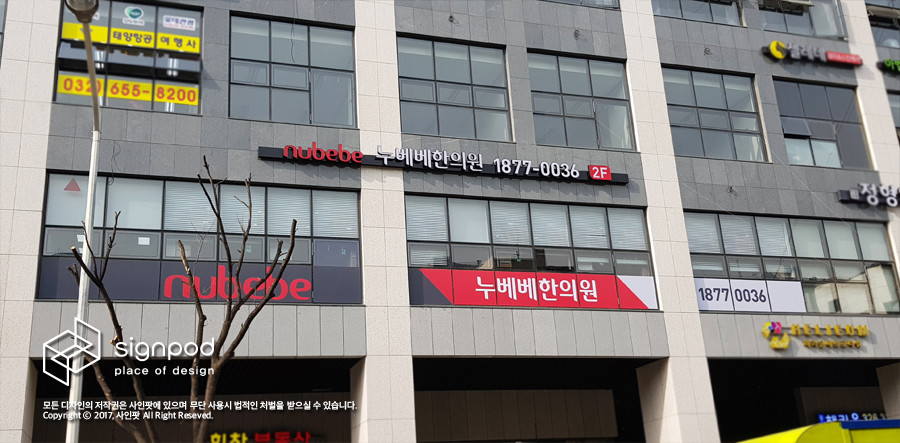 태양항공 여행사
032) 655-8200
nubebe 누베베한의원 1877-0036 2F
정형
nubebe
누베베한의원
1877 0036
signpod
place of design
모든 디자인의 저작권은 사인팟에 있으며 무단 사용시 법적인 처벌을 받으실 수 있습니다.
Copyright © 2017, 사인팟 All Right Reseved.